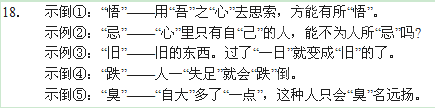 18. 示倒①：“悟”——用“吾”之“心”去思索，方能有所“悟”。
示例②：“忌”——“心”里只有自“己”的人，能不为人所“忌”吗？
示例③：“旧”——旧的东西。过了“一日”就变成“旧”的了。
示倒④：“跌”——人一“失足”就会“跌”倒。
示倒⑤：“臭”——“自大”多了“一点”，这种人只会“臭”名远扬。